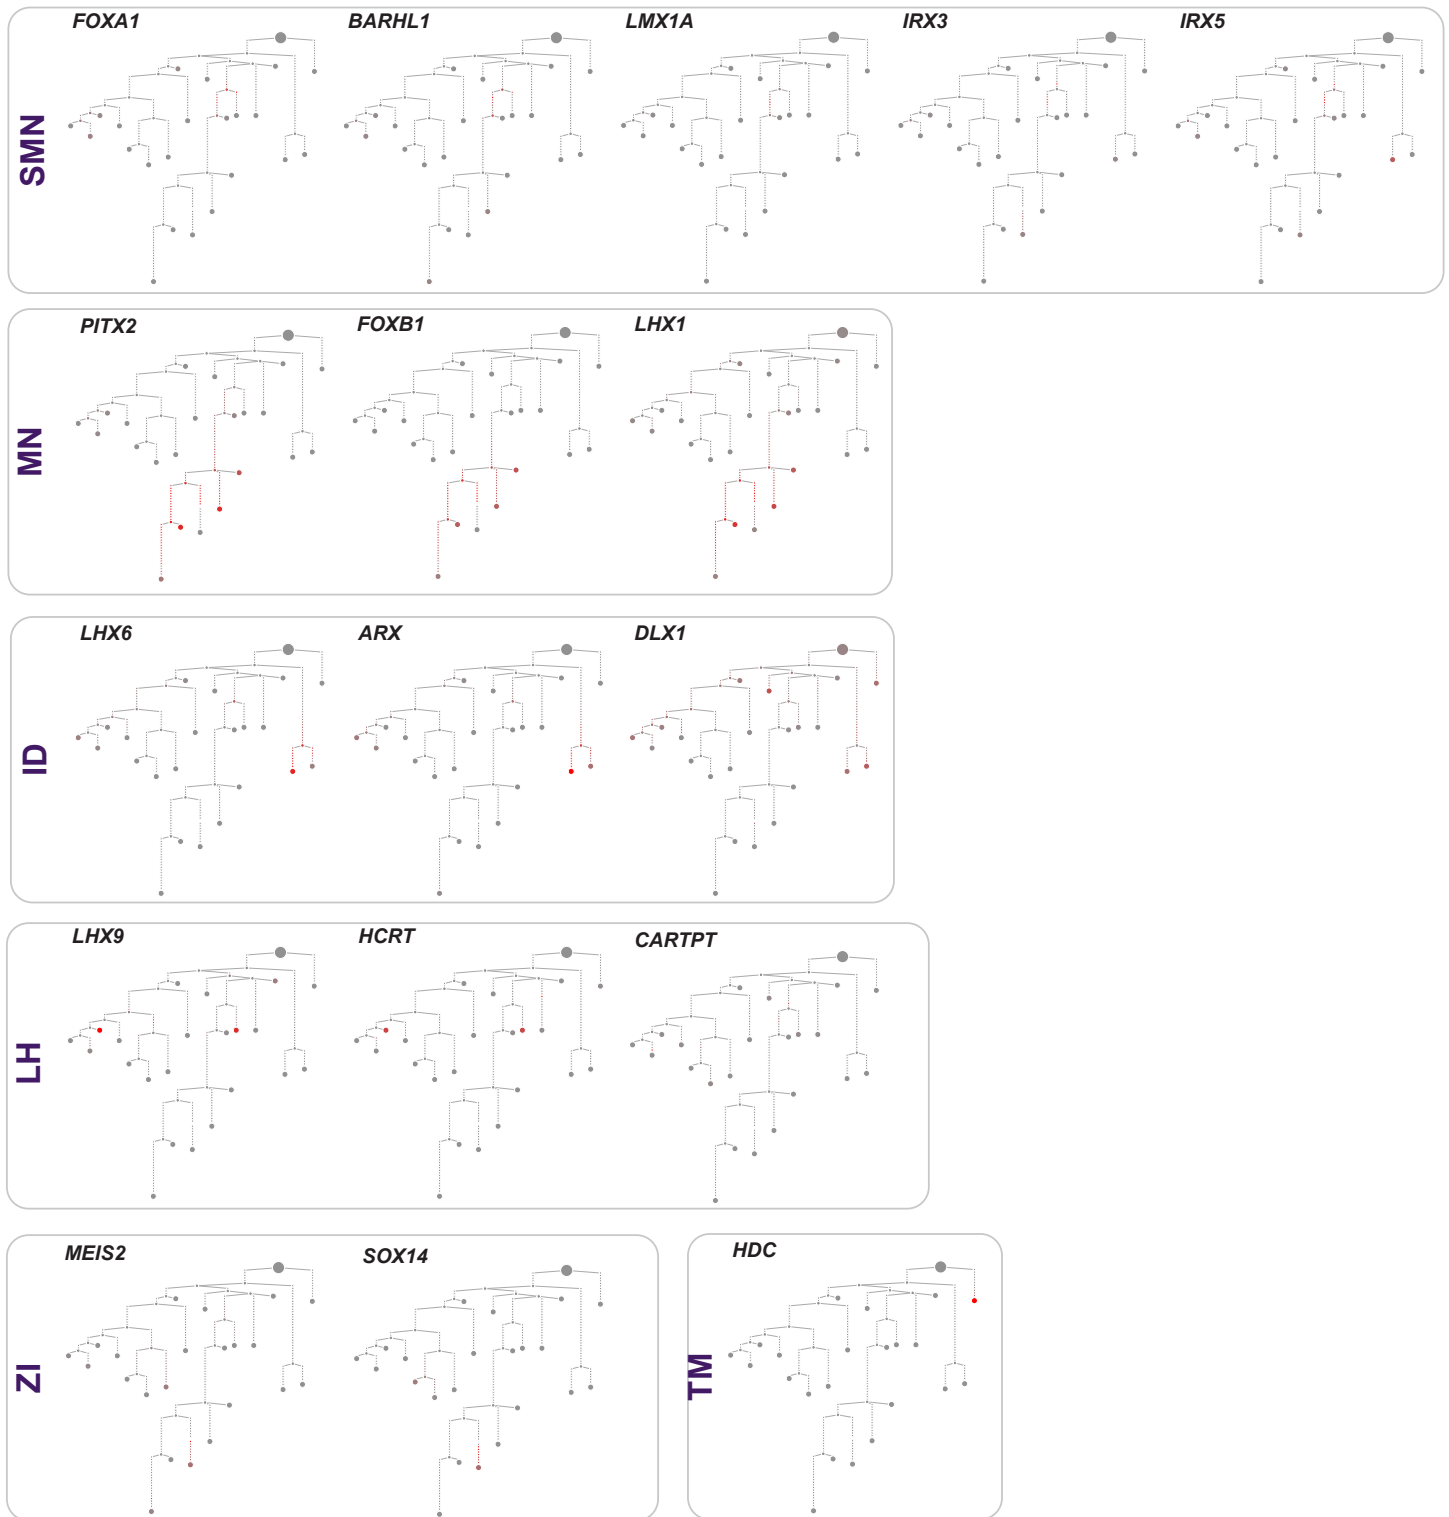 SMN
FOXA1
BARHL1
LMX1A
IRX3
IRX5
MN
PITX2
FOXB1
LHX1
ID
LHX6
ARX
DLX1
LH
LHX9
HCRT
CARTPT
ZI
MEIS2
SOX14
TM
HDC